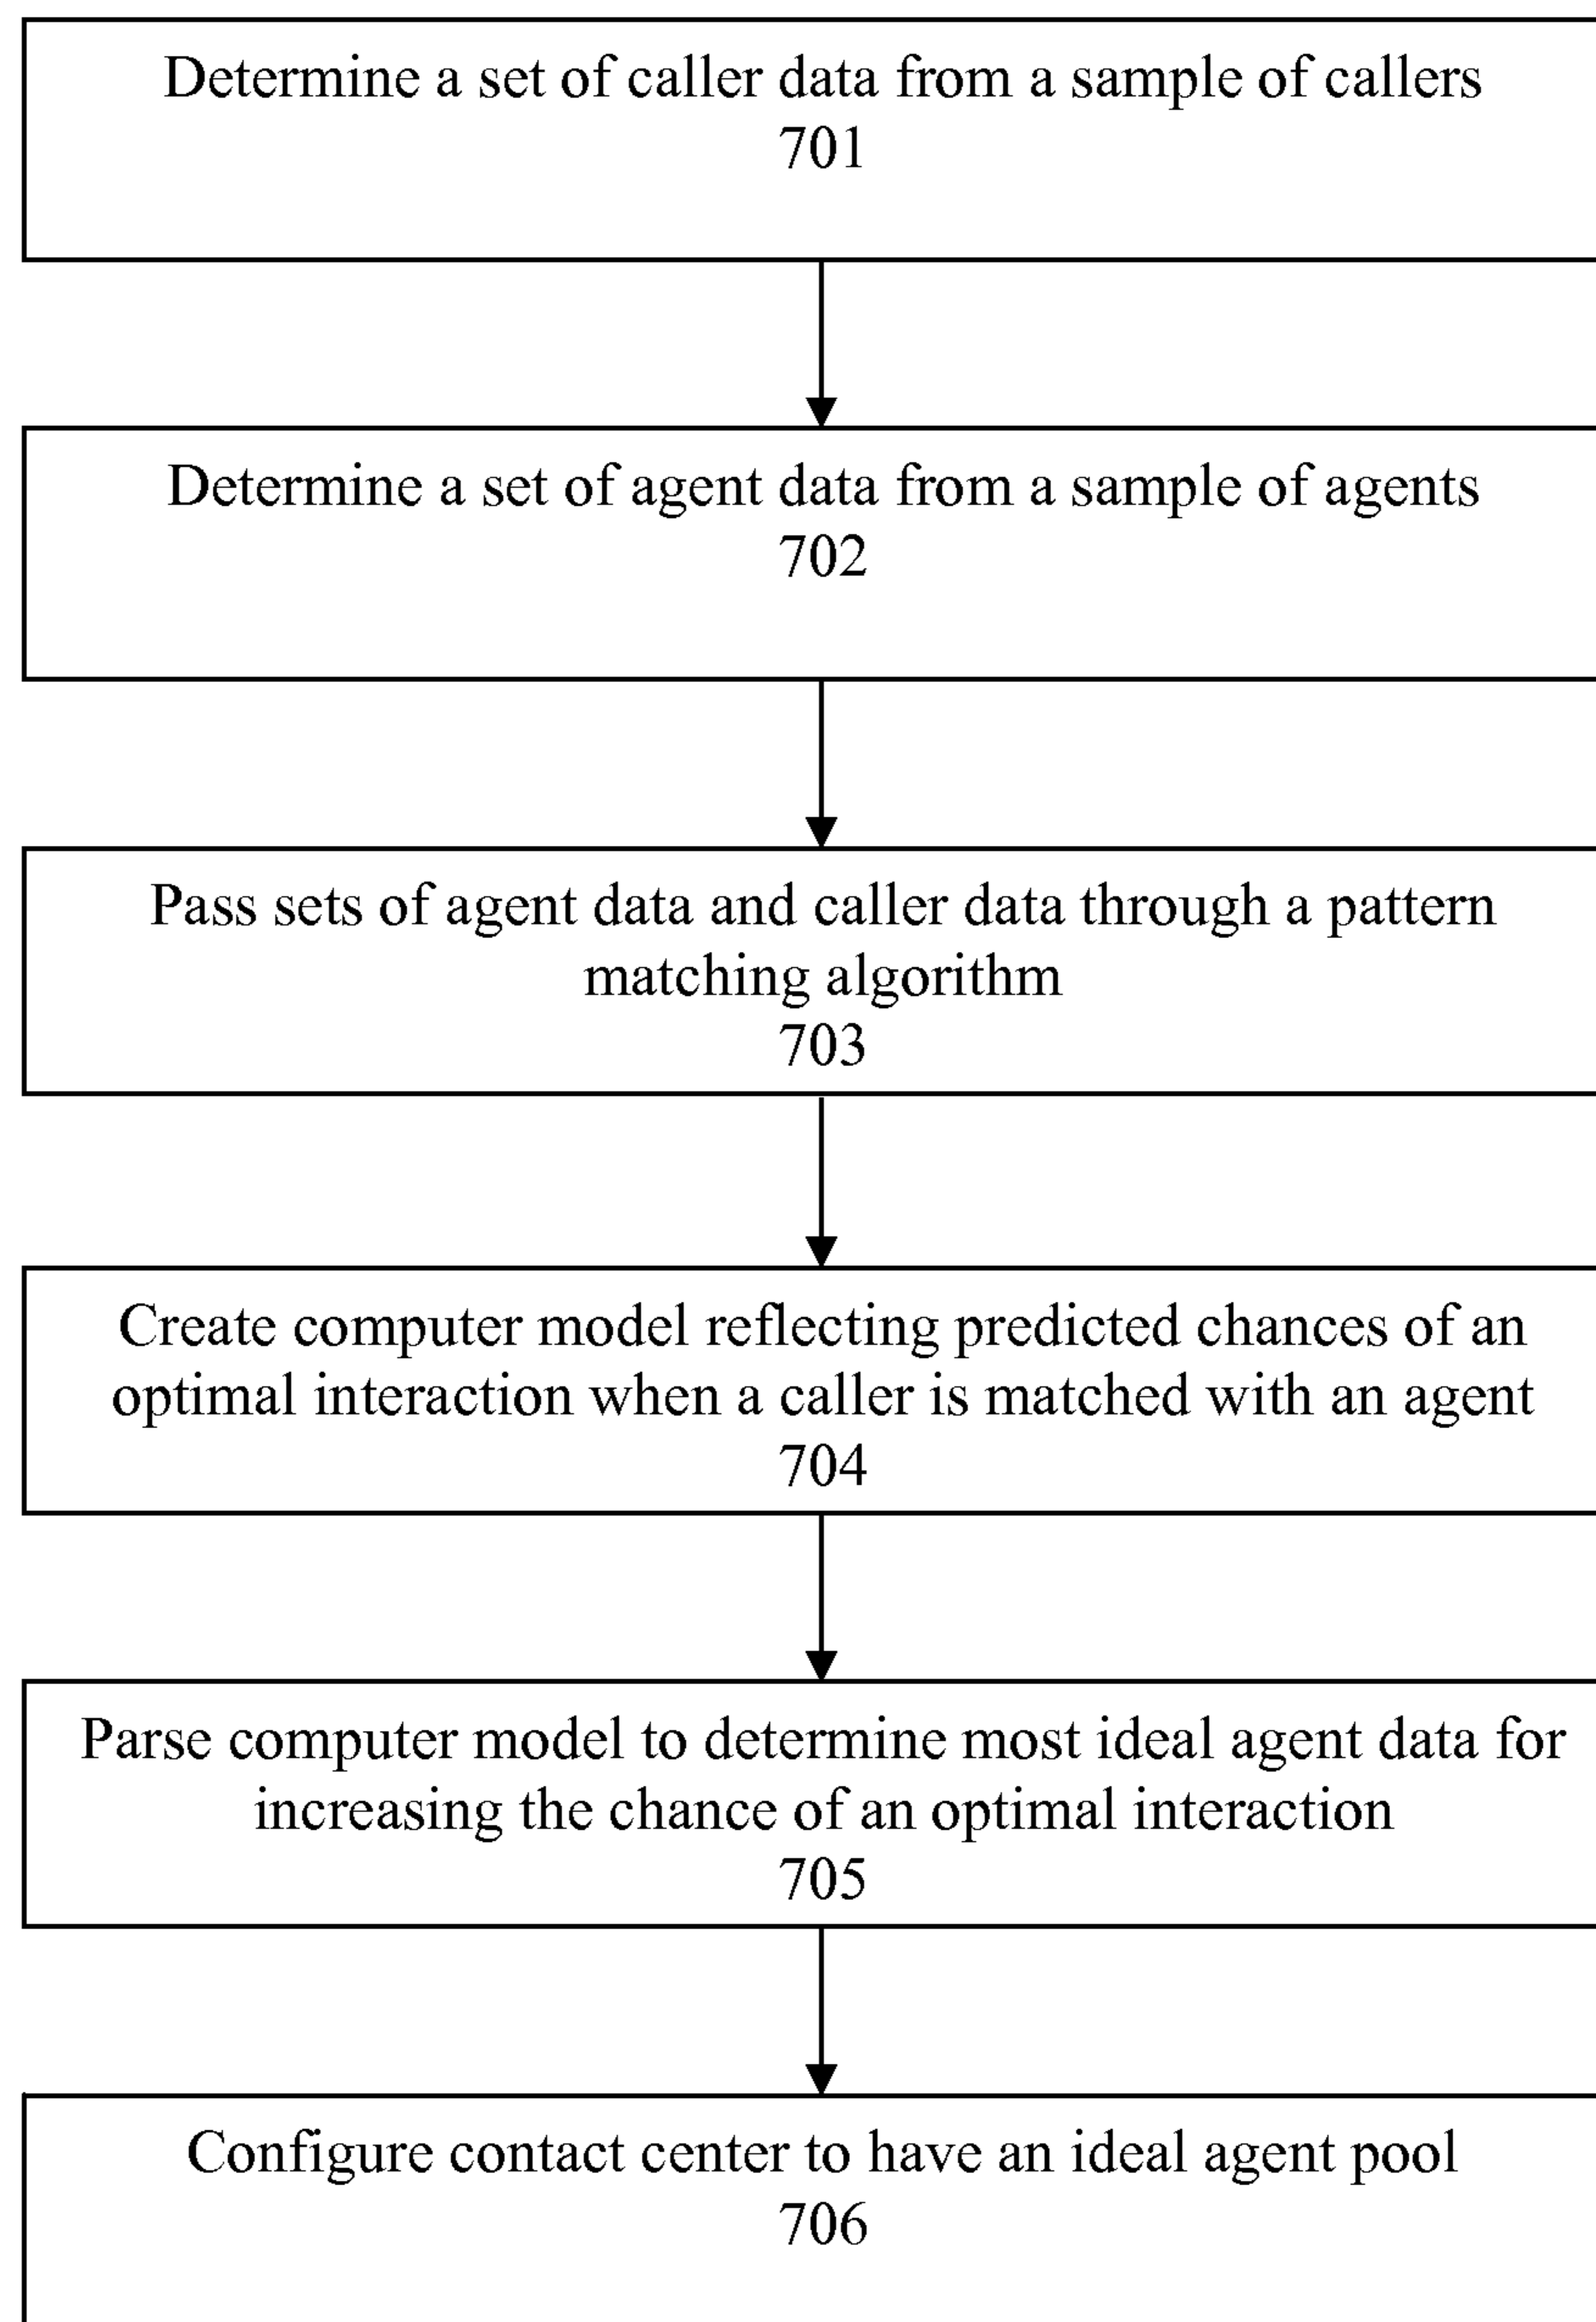 Determine a set of caller data from a sample of callers
701
Determine a set of agent data from a sample of agents
702
Pass sets of agent data and caller data through a pattern
matching algorithm
703
Create computer model reflecting predicted chances of an
optimal interaction when a caller is matched with an agent
704
Parse computer model to determine most ideal agent data for
increasing the chance of an optimal interaction
705
Configure contact center to have an ideal agent pool
706